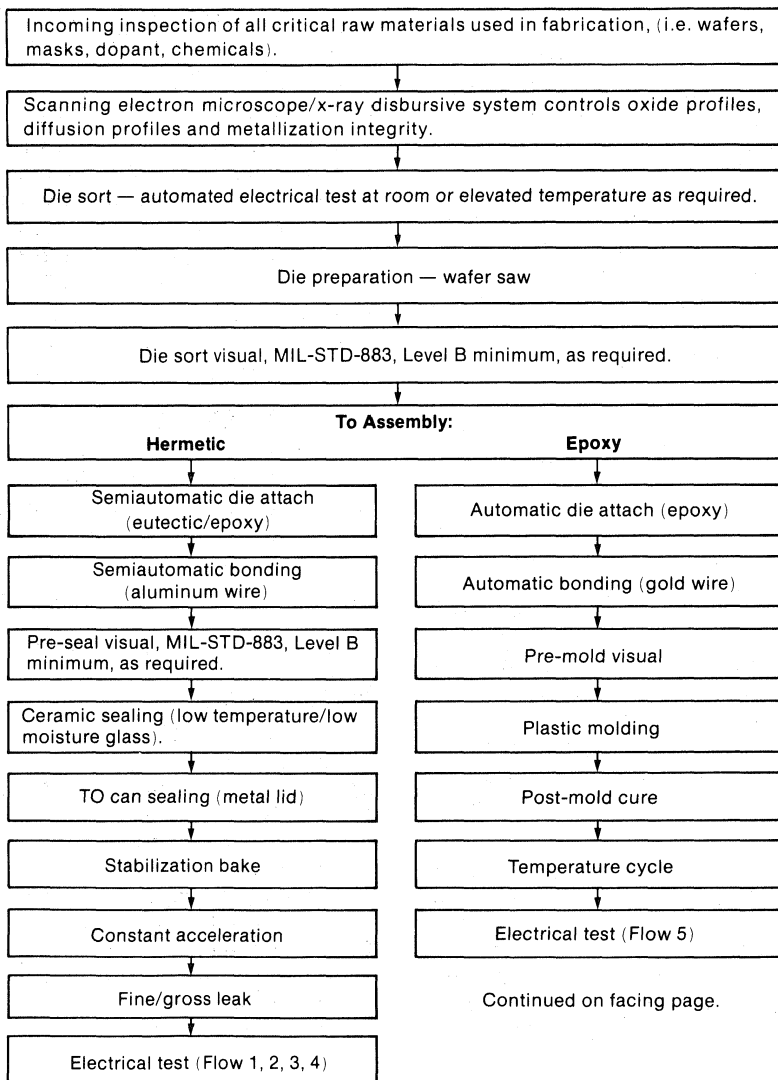 Incoming inspection of all critical raw materials used in fabrication, (i.e. wafers,
masks, dopant, chemicals).
Scanning electron microscope/x-ray disbursive system controls oxide profiles,
diffusion profiles and metallization integrity.
Die sort — automated electrical test at room or elevated temperature as required.
Die preparation — wafer saw
Die sort visual, MIL-STD-883, Level B minimum, as required.
To Assembly:
Hermetic
Epoxy
Semiautomatic die attach
(eutectic/epoxy)
Semiautomatic bonding
(aluminum wire)
Pre-seal visual, MIL-STD-883, Level B
minimum, as required.
Ceramic sealing (low temperature/low
moisture glass).
TO can sealing (metal lid)
Stabilization bake
Constant acceleration
Fine/gross leak
Electrical test (Flow 1, 2, 3, 4)
Automatic die attach (epoxy)
Automatic bonding (gold wire)
Pre-mold visual
Plastic molding
Post-mold cure
Temperature cycle
Electrical test (Flow 5)
Continued on facing page.